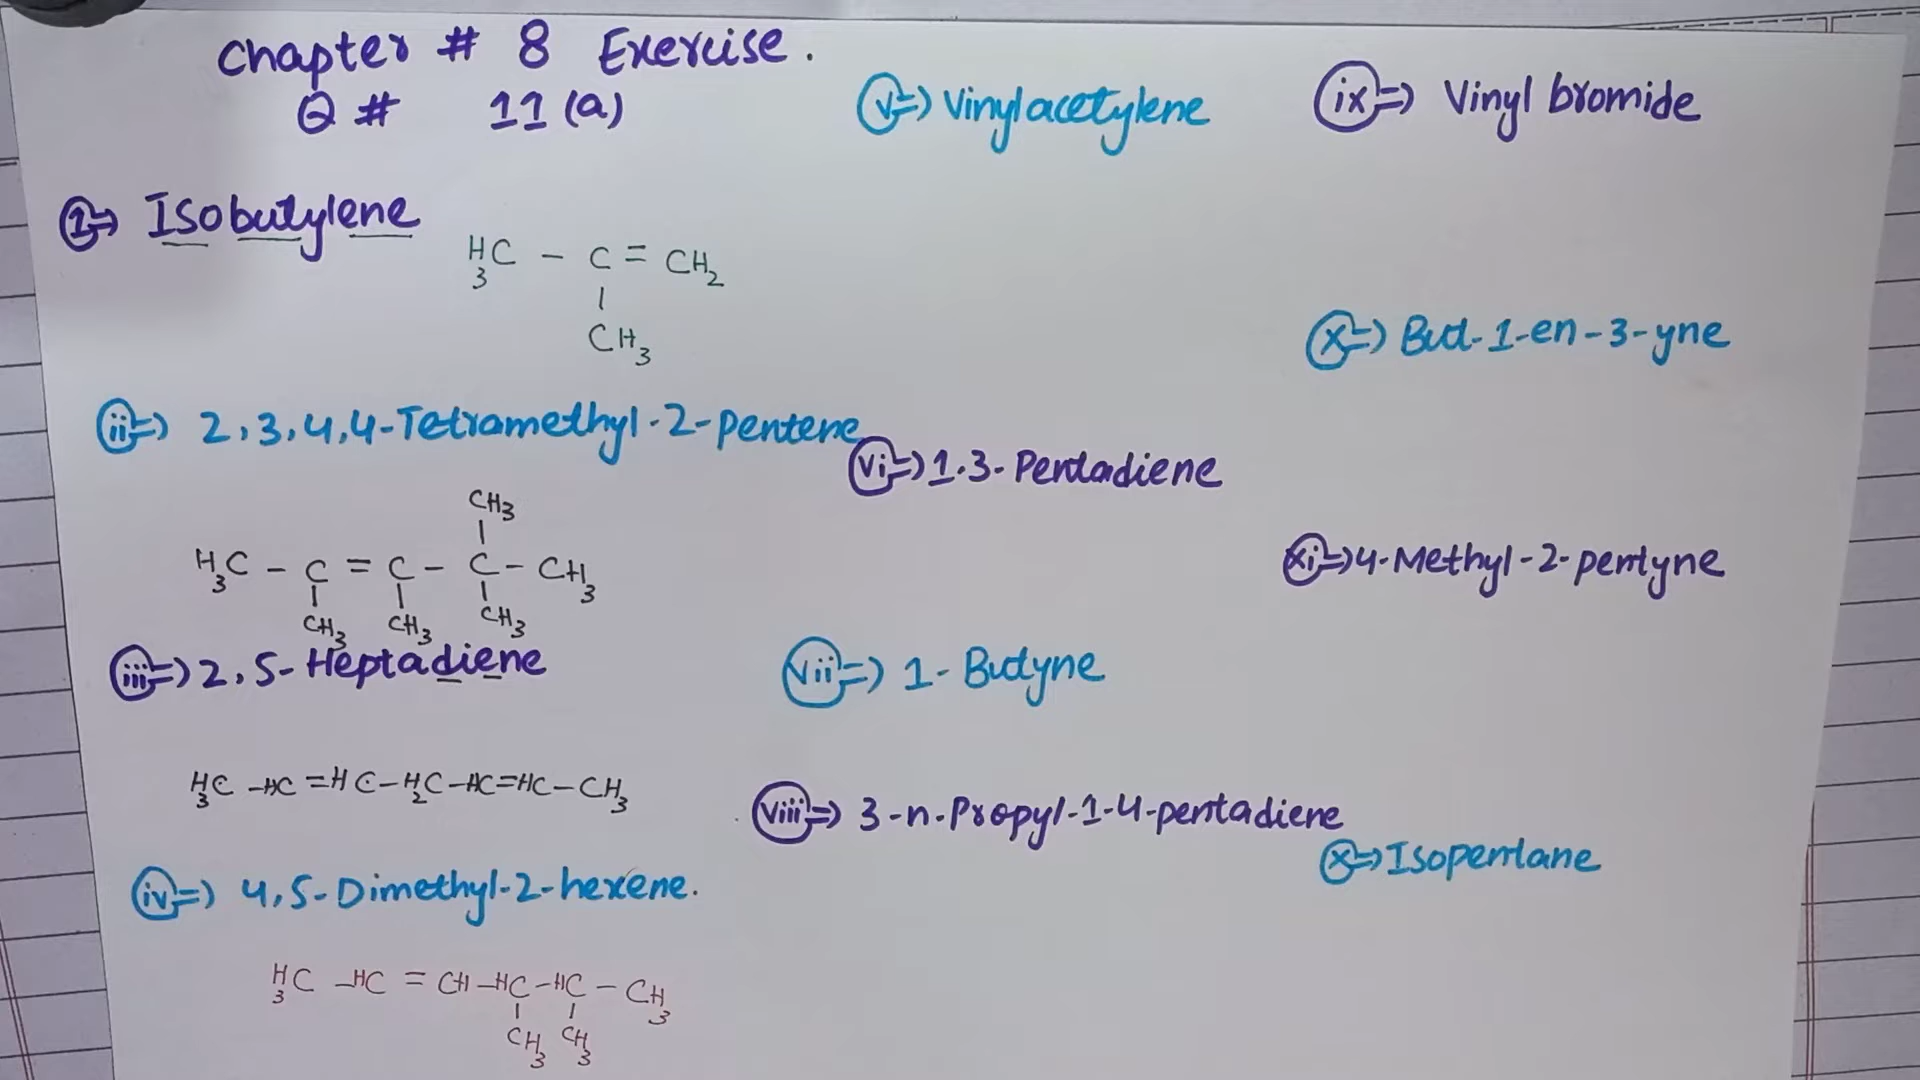 Chapter # 8 Exercise.
Q # 11 (a)
1⇒ Isobutylene
H3C - C = CH2
CH3
ii⇒ 2,3,4,4-Tetramethyl-2-pentene
CH3
H3C - C = C - C - CH3
CH3 CH3 CH3
iii⇒ 2,5-Heptadiene
H3C - HC = HC - H2C - HC = HC - CH3
iv⇒ 4,5-Dimethyl-2-hexene.
H3C - HC = CH - HC - HC - CH3
CH3 CH3
v⇒ Vinylacetylene
vi⇒ 1.3-Pentadiene
vii⇒ 1-Butyne
viii⇒ 3-n.Propyl-1-4-pentadiene
ix⇒ Vinyl bromide
x⇒ But-1-en-3-yne
xi⇒ 4-Methyl-2-pentyne
x⇒ Isopentane